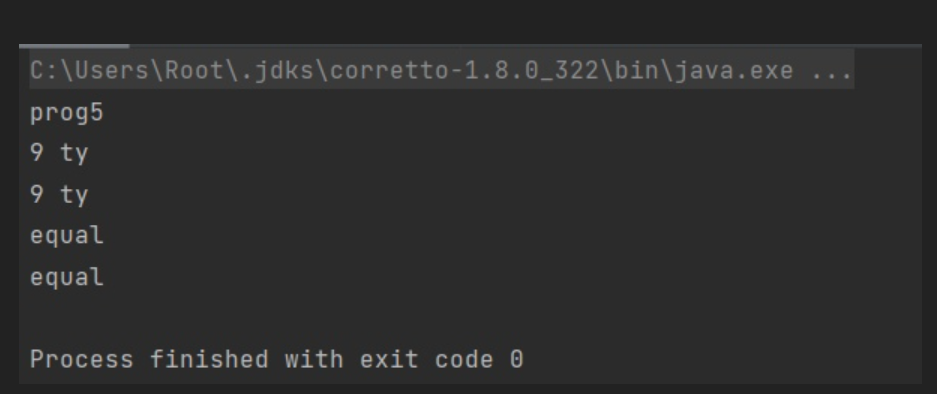 C:\Users\Root\.jdks\corretto-1.8.0_322\bin\java.exe ...
prog5
9 ty
9 ty
equal
equal
Process finished with exit code 0